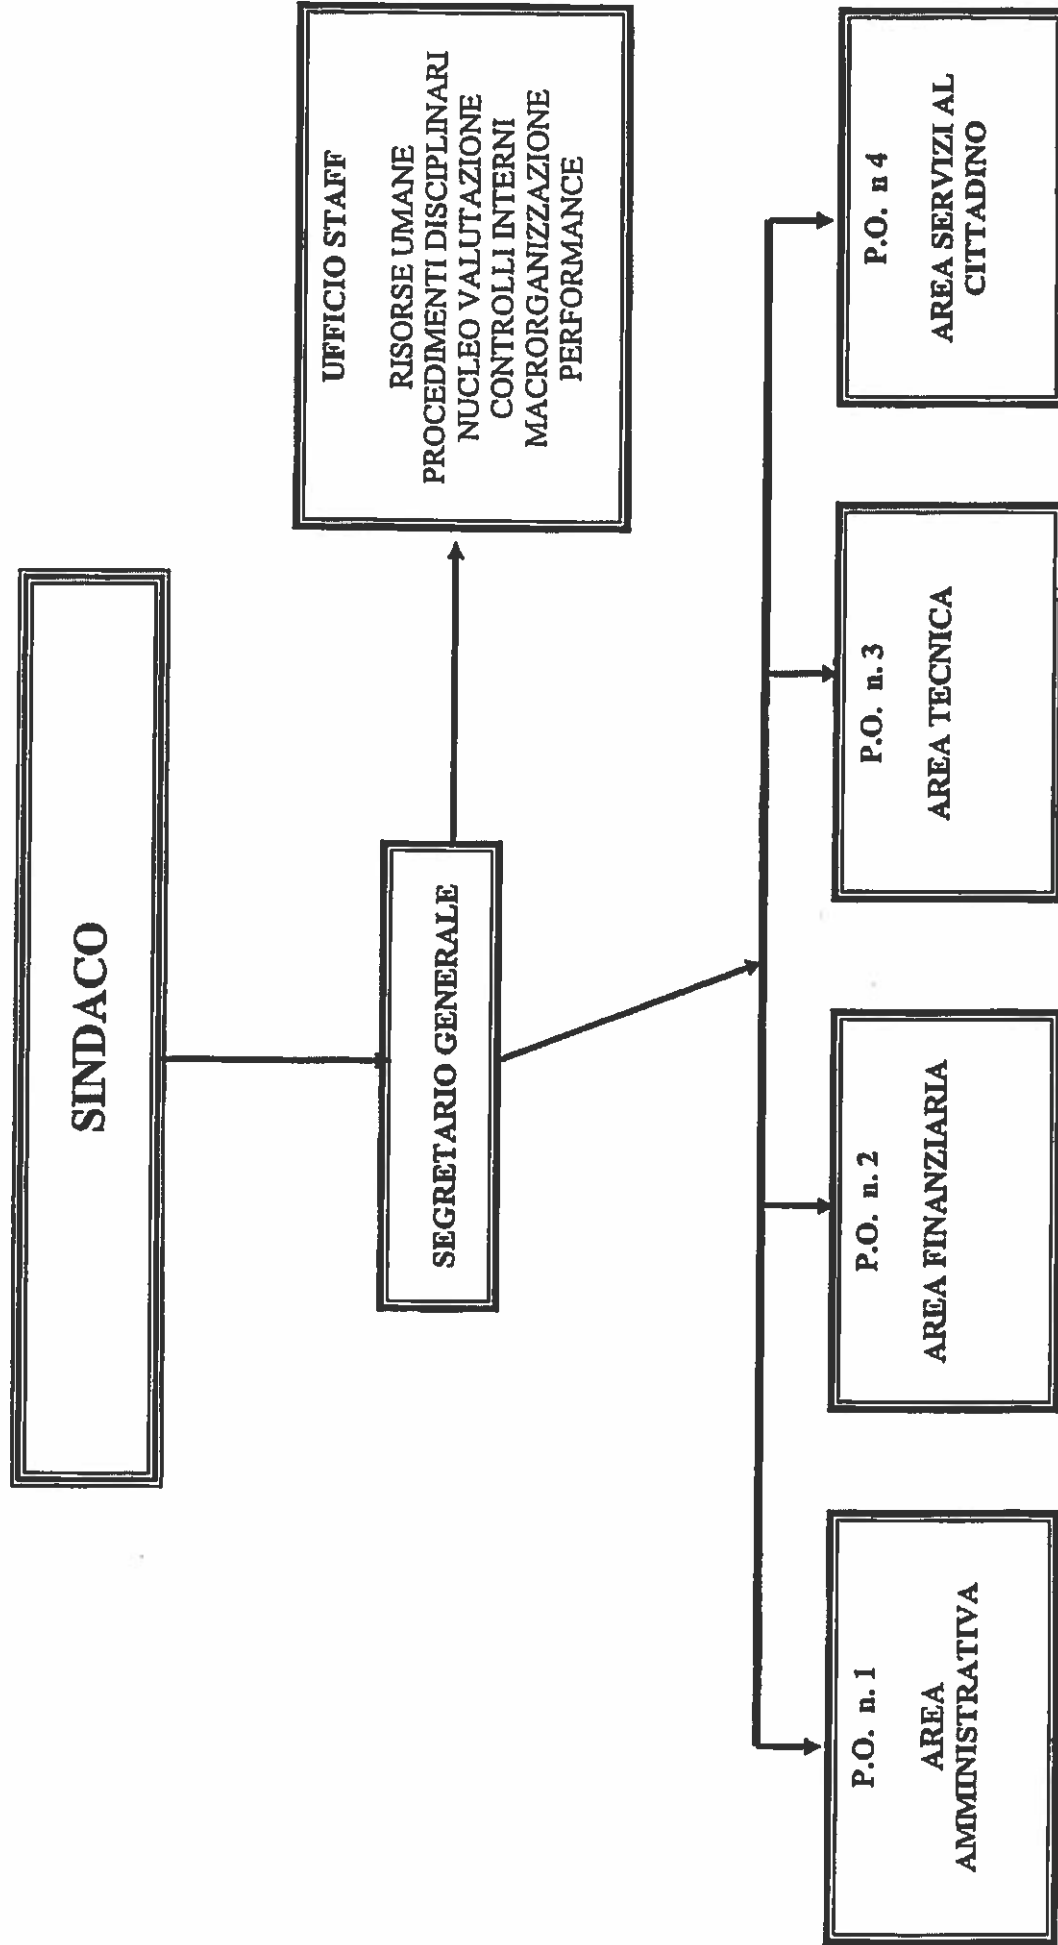 SINDACO
SEGRETARIO GENERALE
UFFICIO STAFF
RISORSE UMANE
PROCEDIMENTI DISCIPLINARI
NUCLEO VALUTAZIONE
CONTROLLI INTERNI
MACRORGANIZZAZIONE
PERFORMANCE
P.O. n.1
AREA
AMMINISTRATIVA
P.O. n.2
AREA FINANZIARIA
P.O. n.3
AREA TECNICA
P.O. n 4
AREA SERVIZI AL
CITTADINO